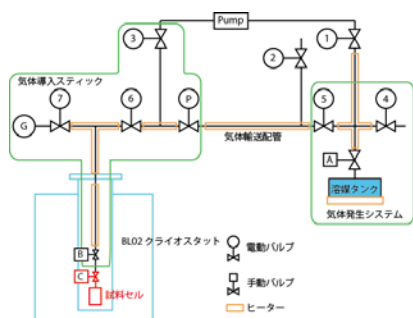 Pump
3
1
2
気体導入スティック
7
6
P
5
4
G
気体輸送配管
A
溶媒タンク
気体発生システム
BL02 クライオスタット
B
C
試料セル
電動バルブ
手動バルブ
ヒーター